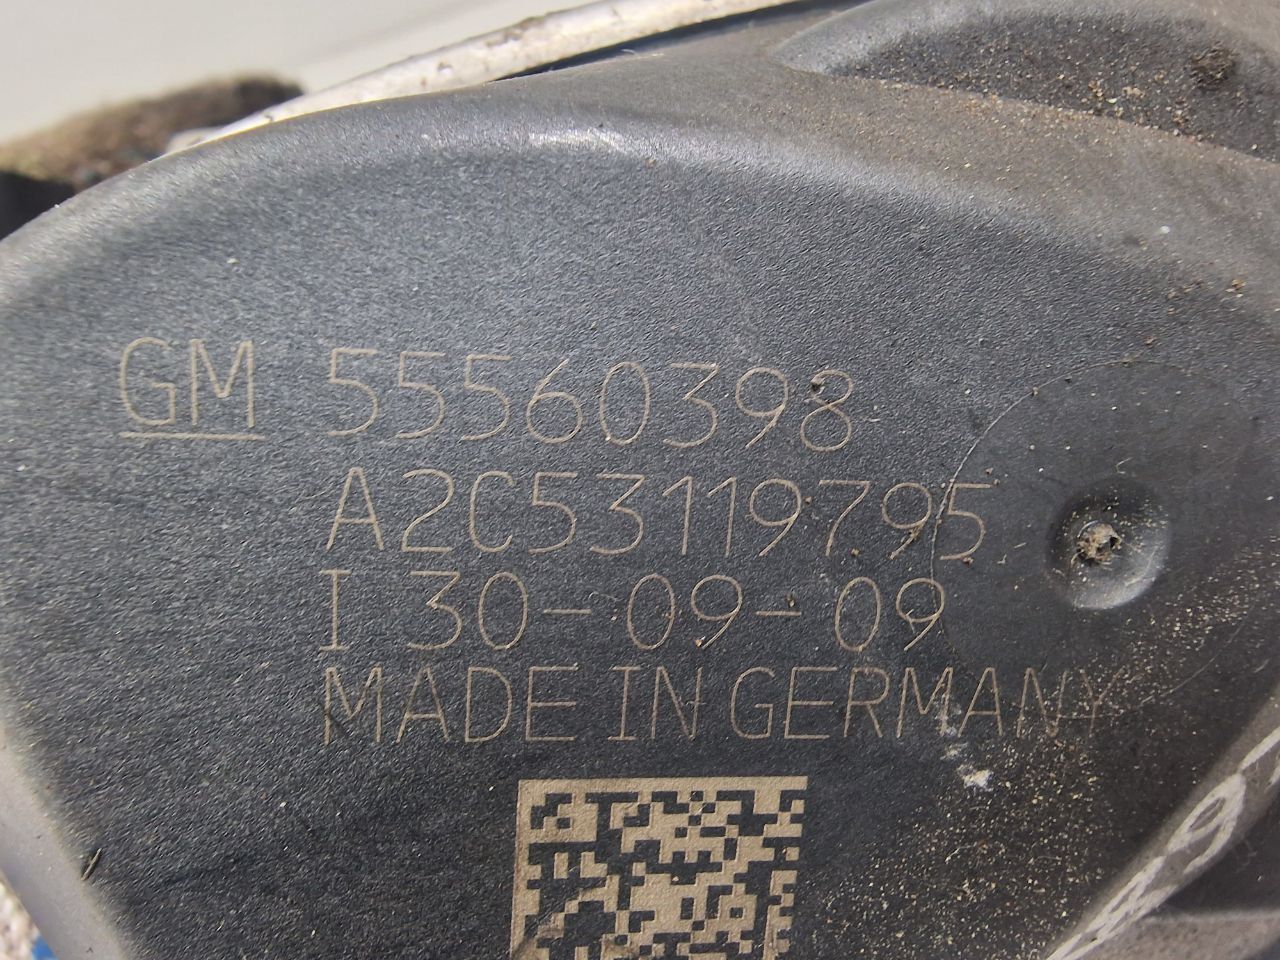 GM 55560398
A2C53119795
I 30-09-09
MADE IN GERMANY